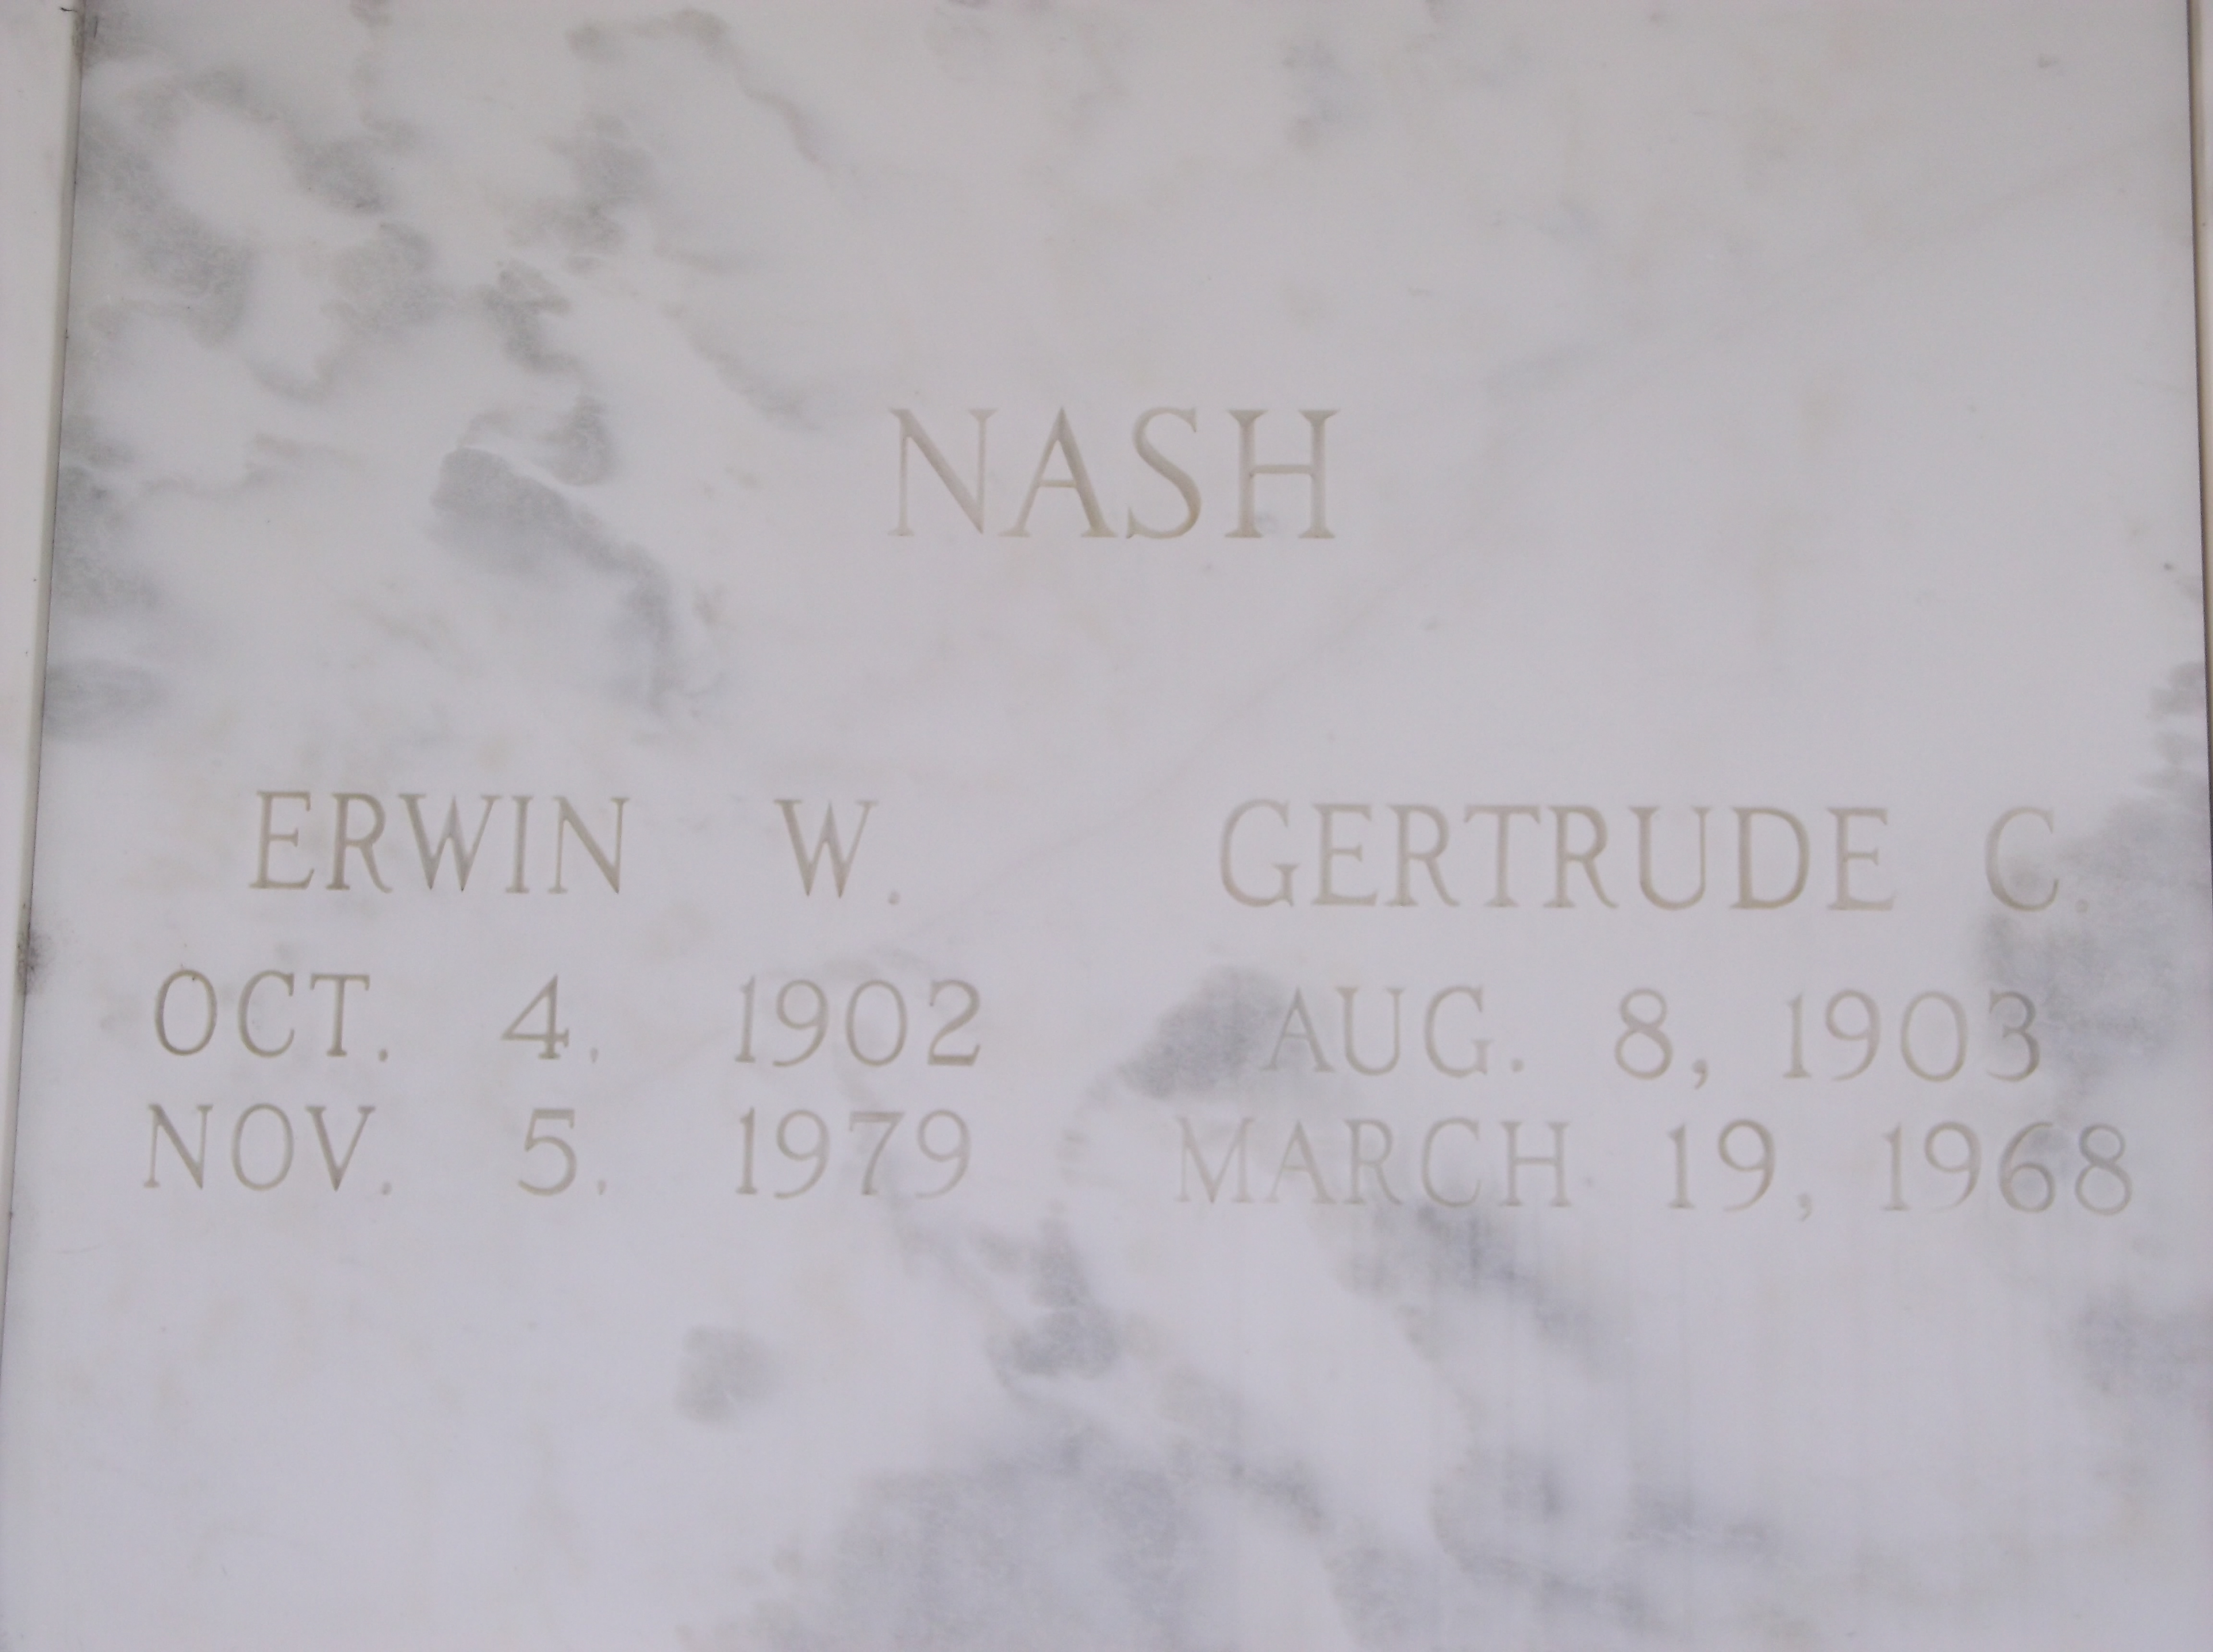 NASH
ERWIN W. GERTRUDE C.
OCT. 4. 1902 AUG. 8, 1903
NOV. 5. 1979 MARCH 19, 1968